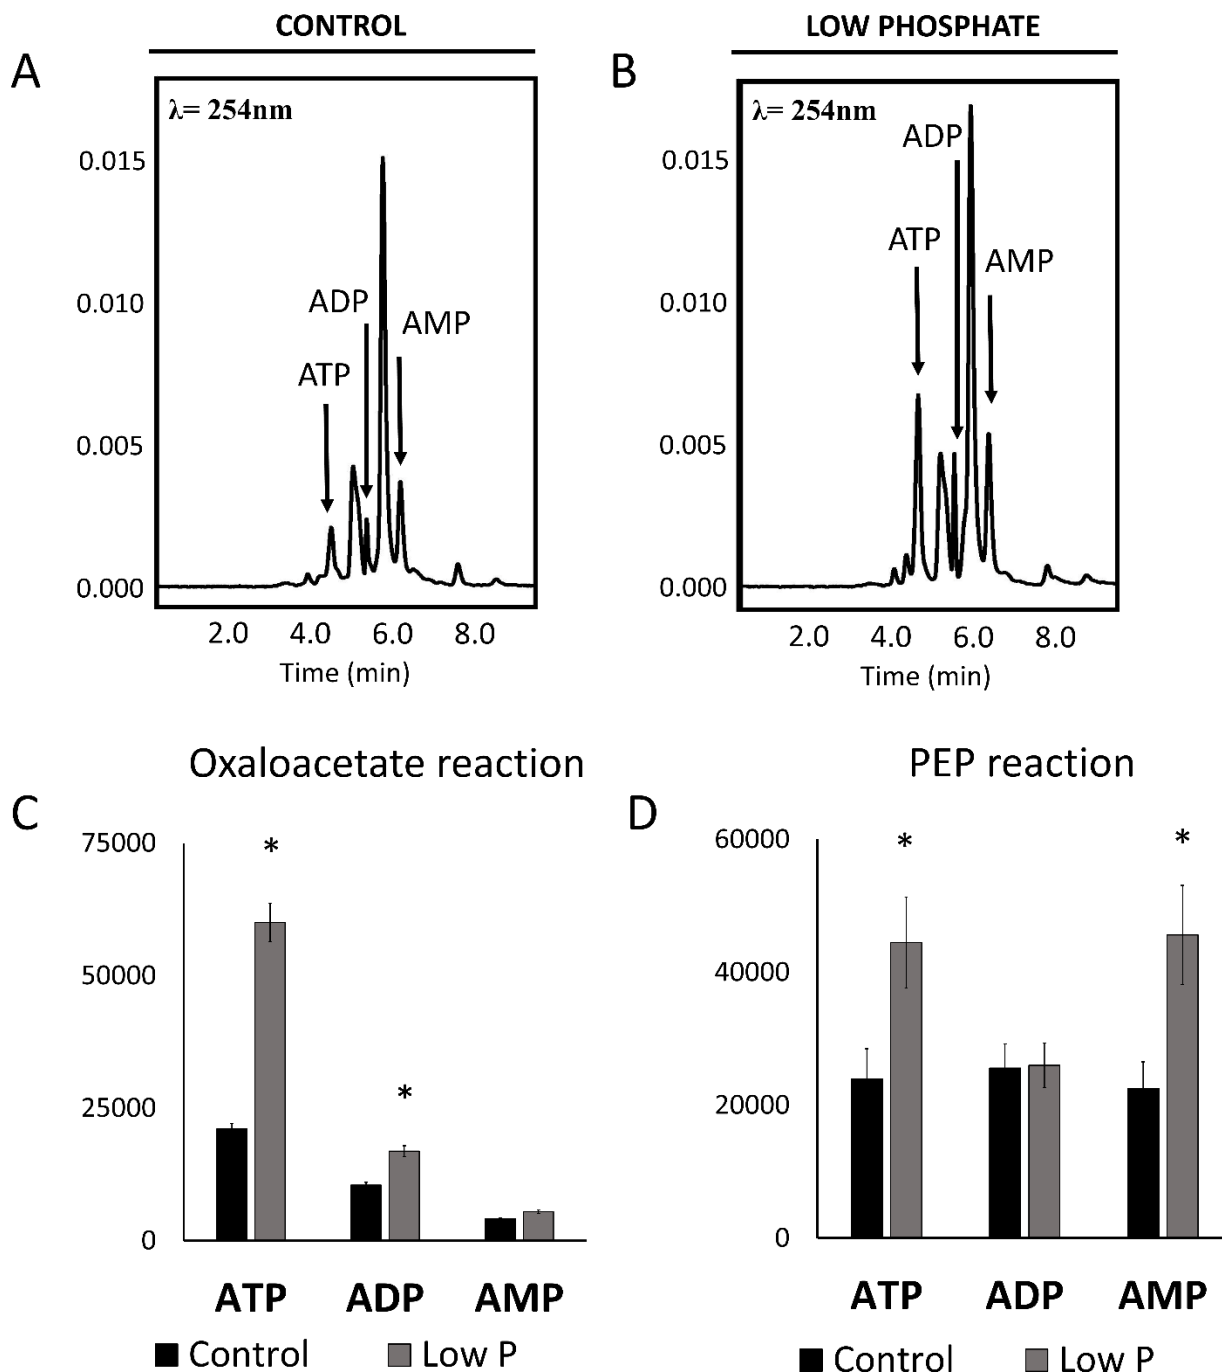 CONTROL
LOW PHOSPHATE
A
B
λ= 254nm
λ= 254nm
0.015
0.010
0.005
0.000
ATP
ADP
AMP
2.0 4.0 6.0 8.0
Time (min)
0.015
0.010
0.005
0.000
ADP
ATP
AMP
2.0 4.0 6.0 8.0
Time (min)
Oxaloacetate reaction
C
75000
50000
25000
0
*
*
ATP ADP AMP
Control Low P
PEP reaction
D
60000
40000
20000
0
*
*
ATP ADP AMP
Control Low P